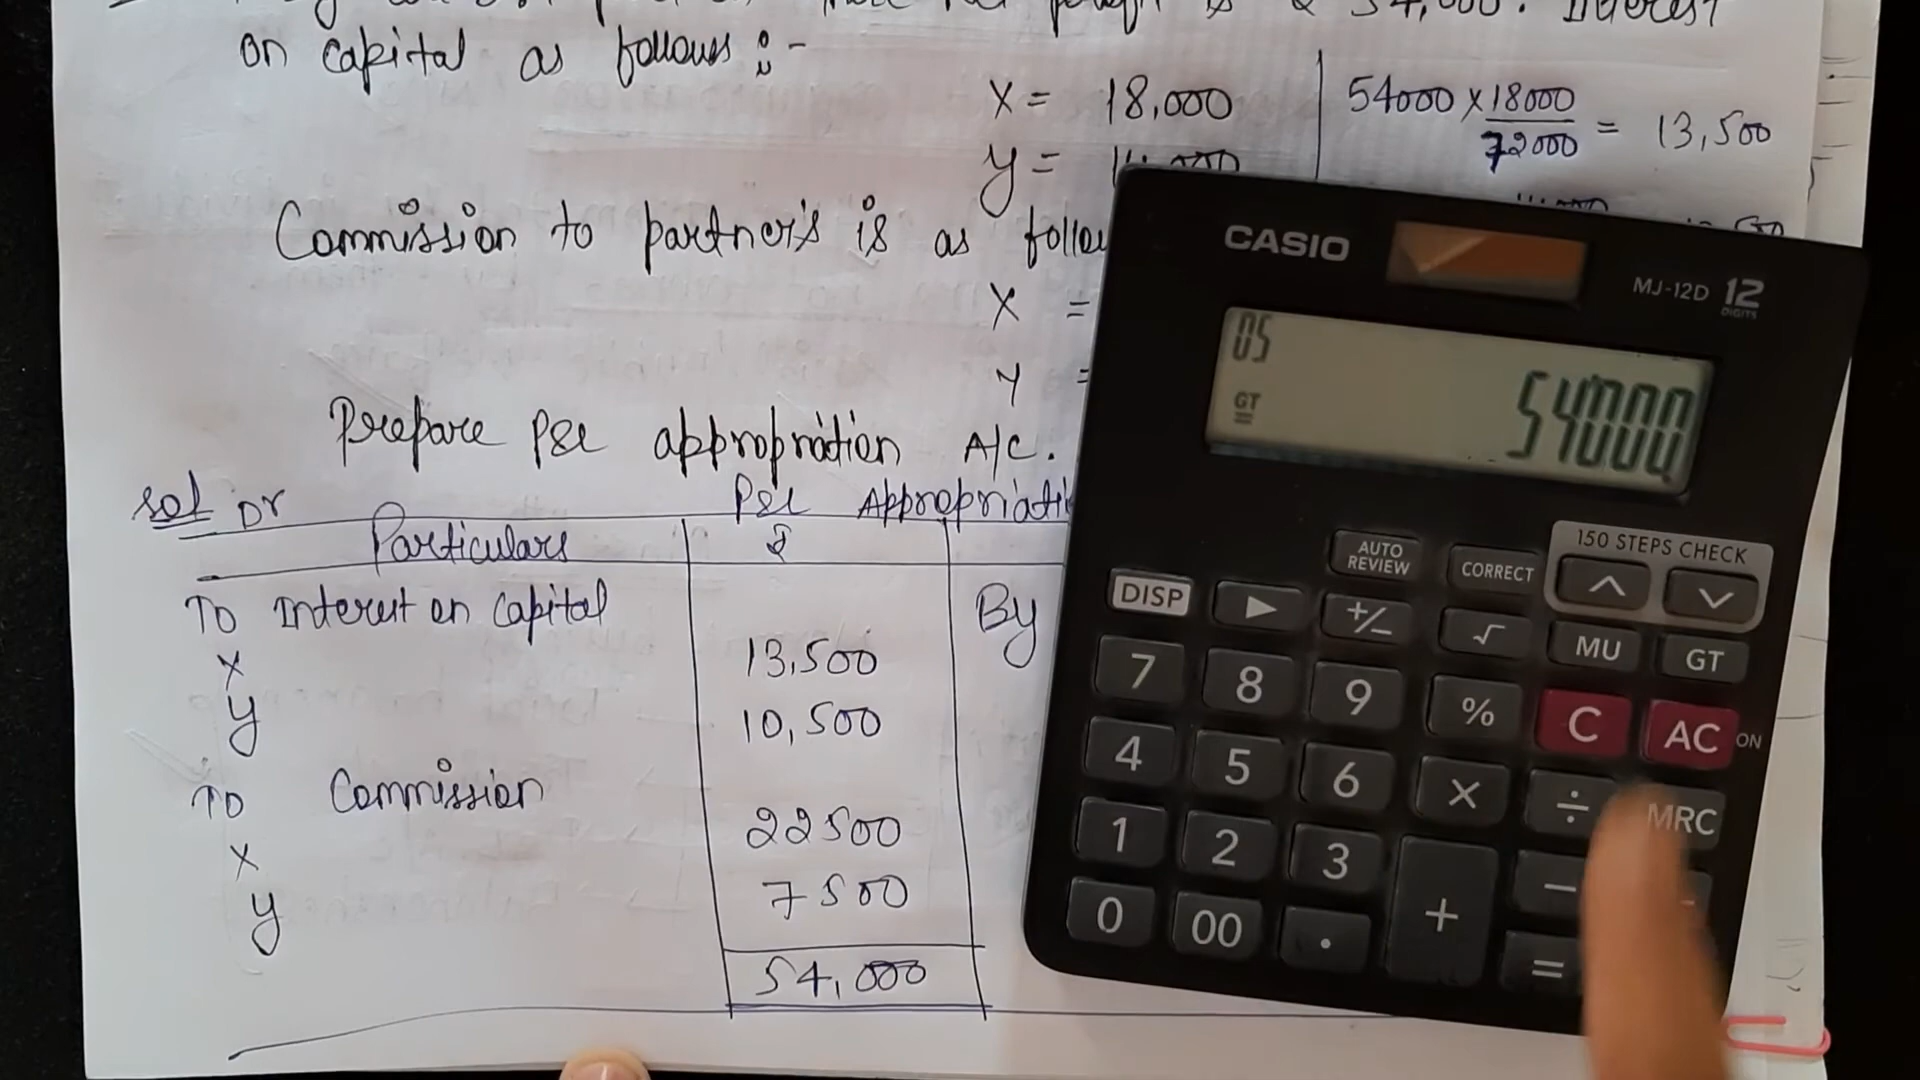 54,000. Interest
on capital as follows :-
X = 18,000
54000 x 18000 / 72000 = 13,500
y =
Commission to partner's is as
X =
y =
Prepare P&L appropriation A/C.
Sol Dr
P&L
Particulars
₹
To Interest on Capital
By
X 13,500
y 10,500
To Commission
X 22500
y 7500
54,000
CASIO
MJ-12D 12
DIGITS
05
GT
=
54000
150 STEPS CHECK
AUTO REVIEW
CORRECT
DISP
+/-
√
MU
GT
7 8 9 % C AC ON
4 5 6 × ÷ MRC
1 2 3 + −
0 00 . =